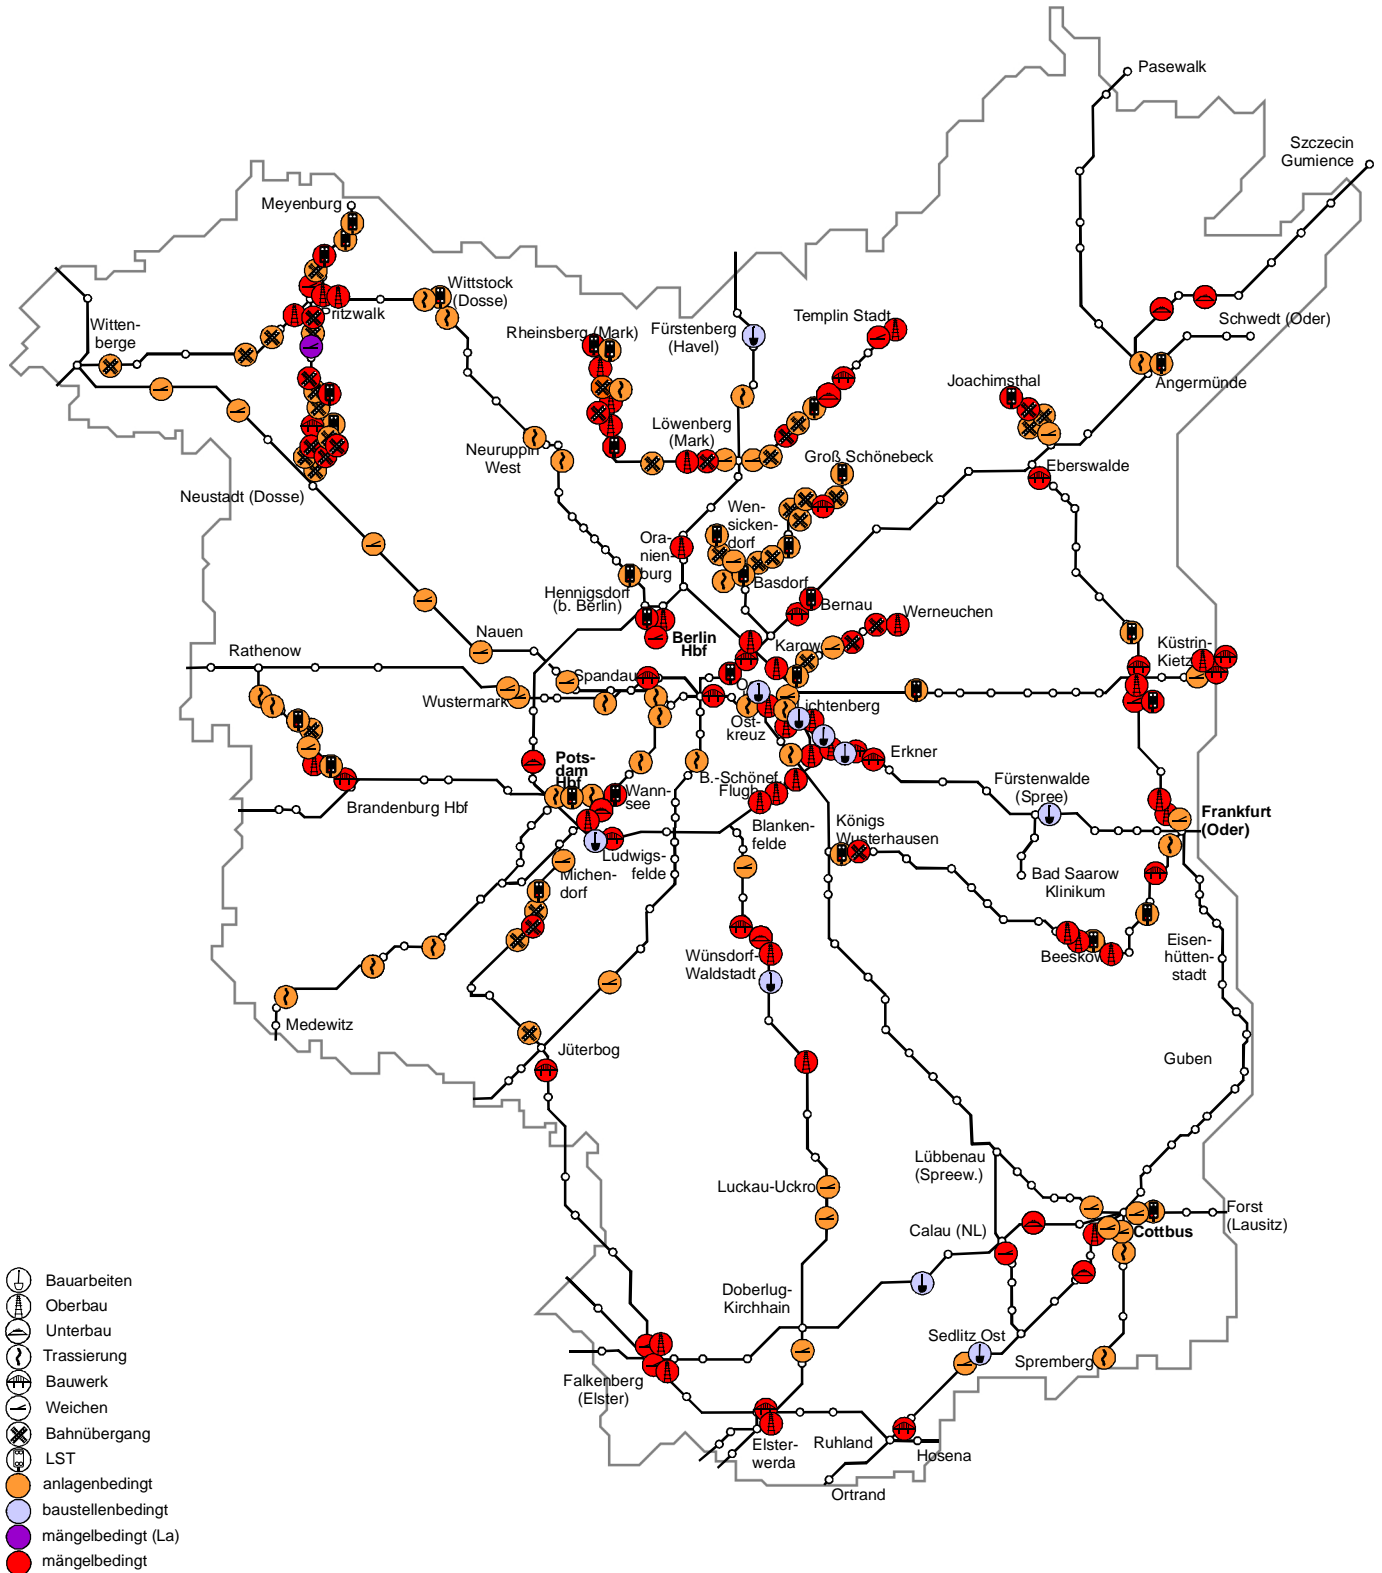 Pasewalk
Szczecin
Gumience
Meyenburg
Wittstock
(Dosse)
Pritzwalk
Witten-
berge
Rheinsberg (Mark)
Fürstenberg
(Havel)
Templin Stadt
Schwedt (Oder)
Angermünde
Joachimsthal
Löwenberg
(Mark)
Neuruppin
West
Groß Schönebeck
Eberswalde
Neustadt (Dosse)
Wen-
sicken-
dorf
Ora-
nien-
burg
Basdorf
Hennigsdorf
(b. Berlin)
Bernau
Werneuchen
Nauen
Berlin
Hbf
Karow
Küstrin-
Kietz
Rathenow
Spandau
Wustermark
Lichtenberg
Ost-
kreuz
Erkner
Pots-
dam
Hbf
B.-Schönef.
Flugh.
Wann-
see
Fürstenwalde
(Spree)
Brandenburg Hbf
Frankfurt
(Oder)
Blanken-
felde
Königs
Wusterhausen
Ludwigs-
felde
Michen-
dorf
Bad Saarow
Klinikum
Beeskow
Eisen-
hütten-
stadt
Wünsdorf-
Waldstadt
Medewitz
Jüterbog
Guben
Lübbenau
(Spreew.)
Luckau-Uckro
Forst
(Lausitz)
Calau (NL)
Cottbus
Doberlug-
Kirchhain
Sedlitz Ost
Spremberg
Falkenberg
(Elster)
Elster-
werda
Ruhland
Hosena
Ortrand
Bauarbeiten
Oberbau
Unterbau
Trassierung
Bauwerk
Weichen
Bahnübergang
LST
anlagenbedingt
baustellenbedingt
mängelbedingt (La)
mängelbedingt